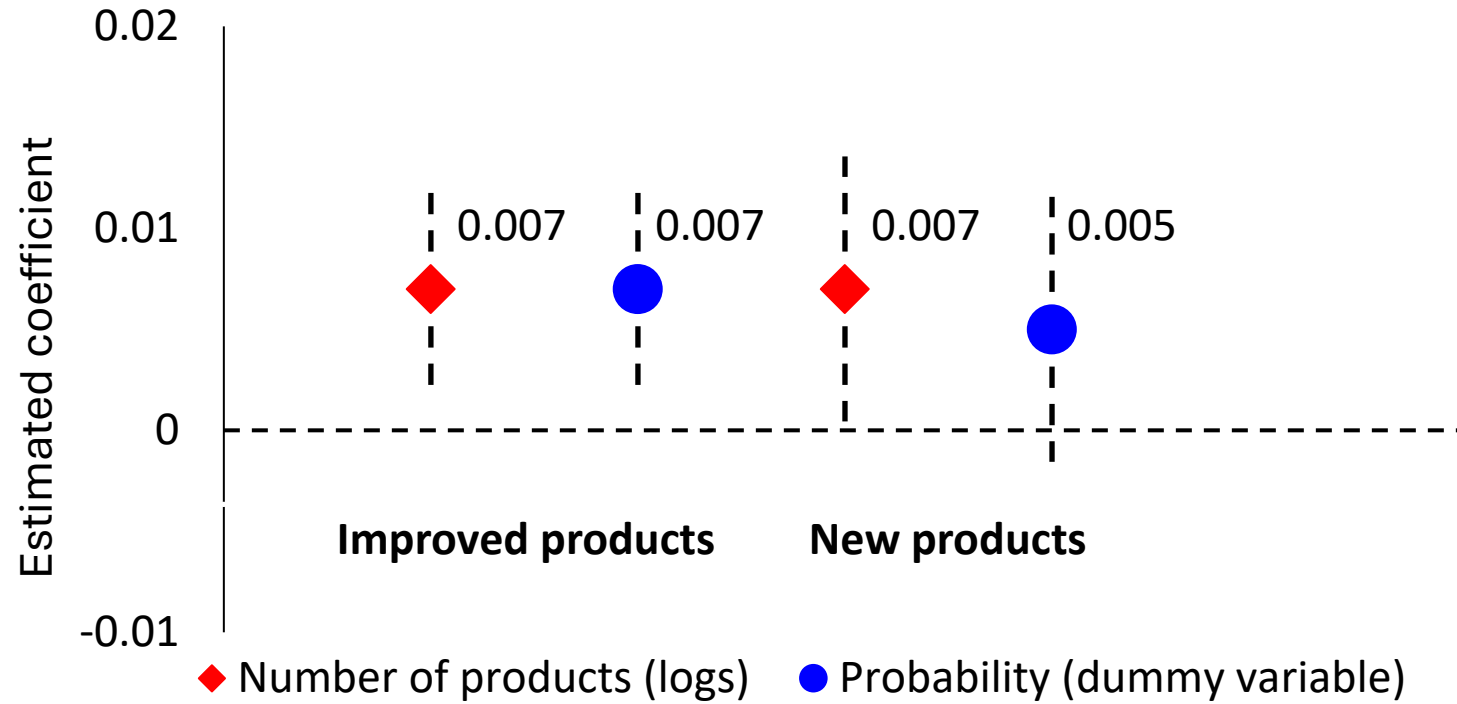 0.02
0.01
0
-0.01
Estimated coefficient
0.007
0.007
0.007
0.005
Improved products
New products
Number of products (logs)
Probability (dummy variable)